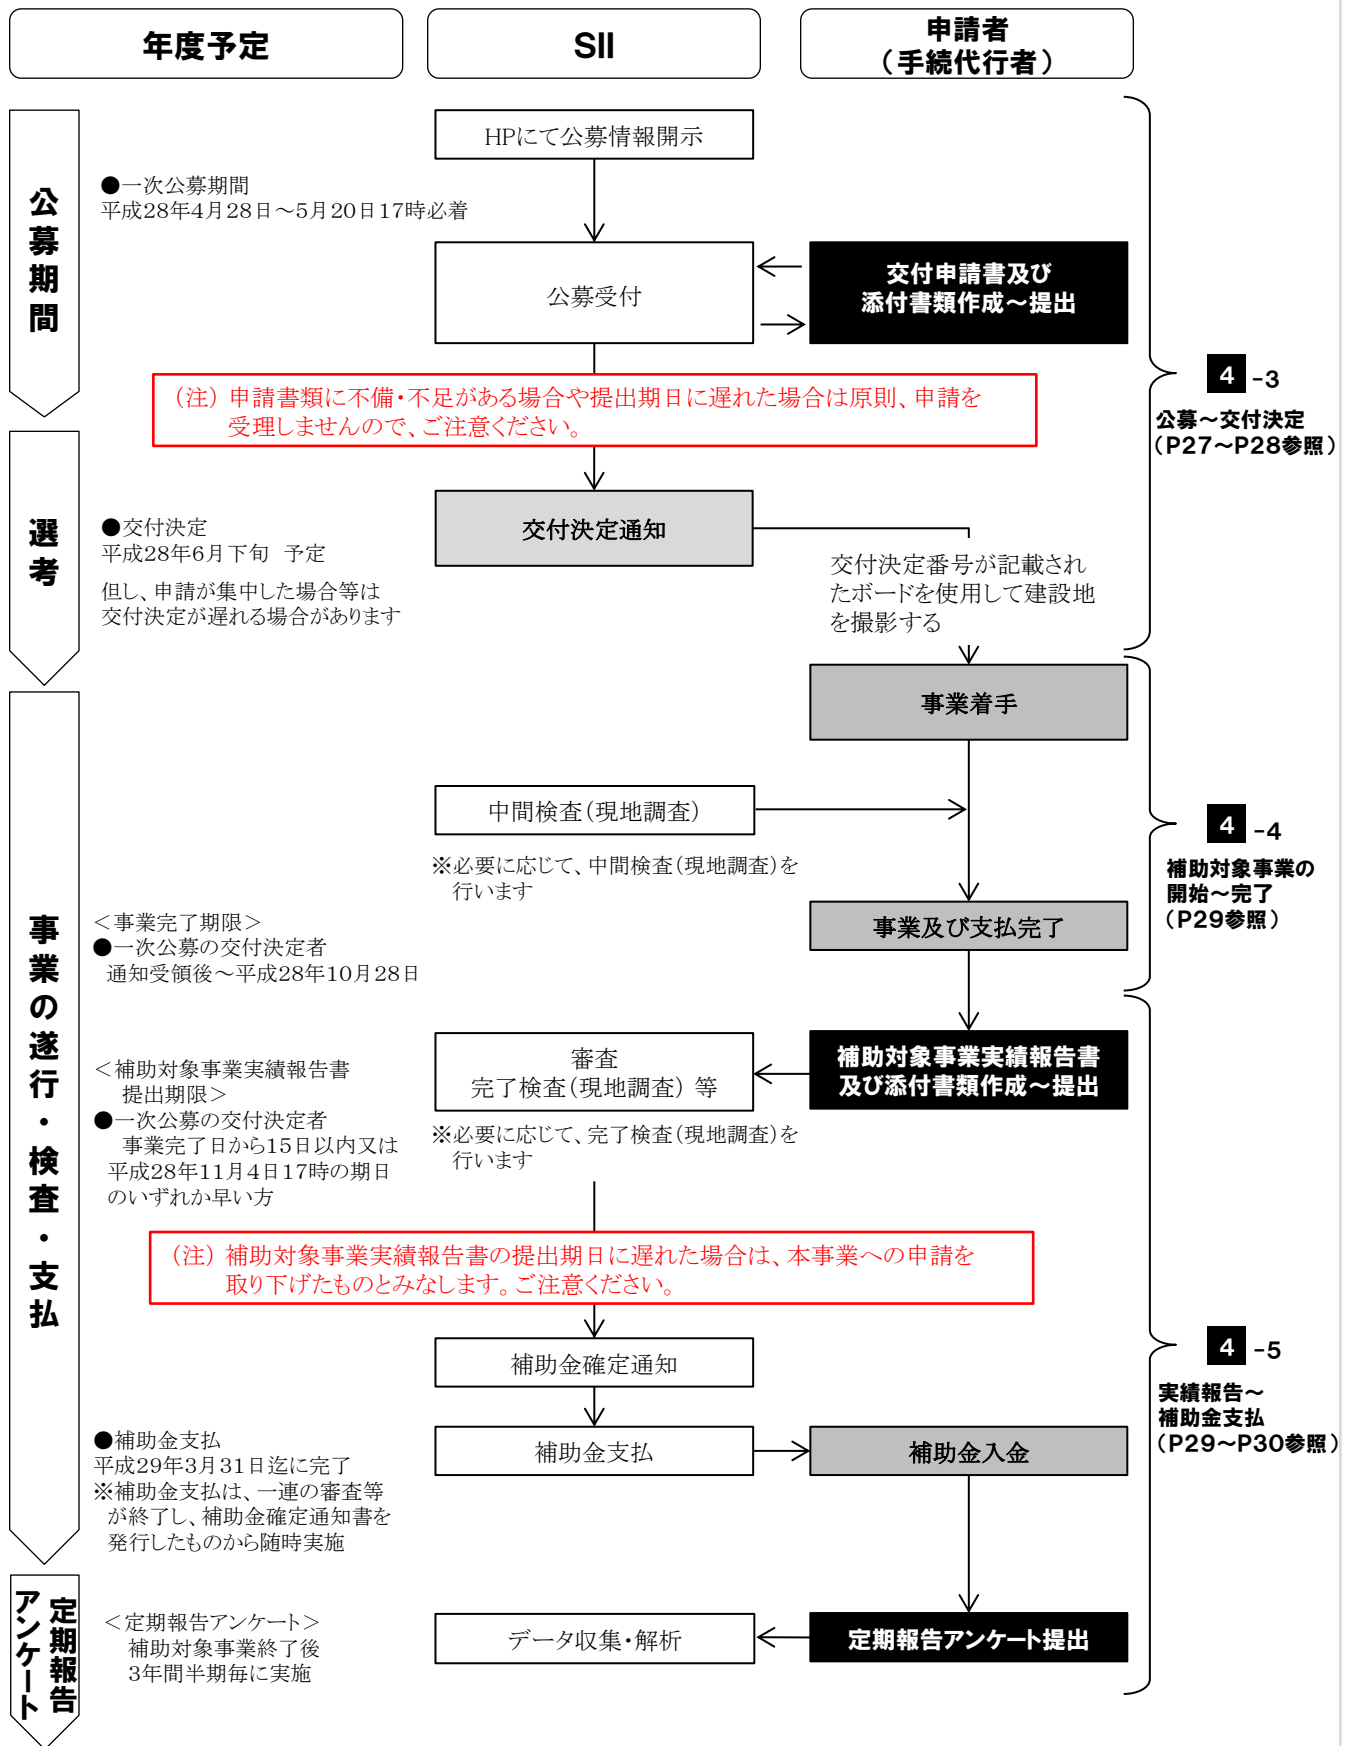 年度予定
SII
申請者
（手続代行者）
公募期間
HPにて公募情報開示
●一次公募期間
平成28年4月28日～5月20日17時必着
公募受付
交付申請書及び
添付書類作成～提出
（注） 申請書類に不備・不足がある場合や提出期日に遅れた場合は原則、申請を
受理しませんので、ご注意ください。
4 -3
公募～交付決定
（P27～P28参照）
選考
●交付決定
平成28年6月下旬 予定
但し、申請が集中した場合等は
交付決定が遅れる場合があります
交付決定通知
交付決定番号が記載され
たボードを使用して建設地
を撮影する
事業の遂行・検査・支払
事業着手
中間検査（現地調査）
※必要に応じて、中間検査（現地調査）を
行います
4 -4
補助対象事業の
開始～完了
（P29参照）
＜事業完了期限＞
●一次公募の交付決定者
通知受領後～平成28年10月28日
事業及び支払完了
＜補助対象事業実績報告書
提出期限＞
●一次公募の交付決定者
事業完了日から15日以内又は
平成28年11月4日17時の期日
のいずれか早い方
審査
完了検査（現地調査） 等
※必要に応じて、完了検査（現地調査）を
行います
補助対象事業実績報告書
及び添付書類作成～提出
（注） 補助対象事業実績報告書の提出期日に遅れた場合は、本事業への申請を
取り下げたものとみなします。ご注意ください。
補助金確定通知
4 -5
実績報告～
補助金支払
（P29～P30参照）
●補助金支払
平成29年3月31日迄に完了
※補助金支払は、一連の審査等
が終了し、補助金確定通知書を
発行したものから随時実施
補助金支払
補助金入金
定期報告
アンケート
＜定期報告アンケート＞
補助対象事業終了後
3年間半期毎に実施
データ収集・解析
定期報告アンケート提出